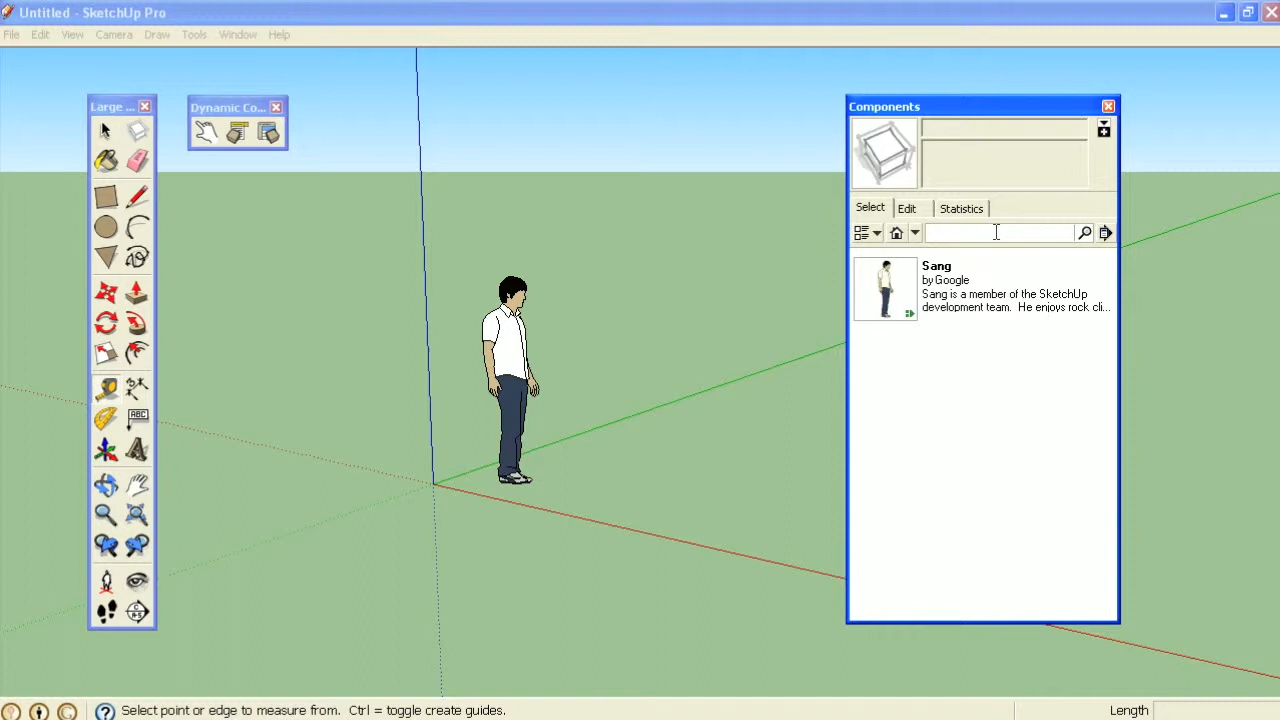 Untitled - SketchUp Pro
File Edit View Camera Draw Tools Window Help
Large ...
Dynamic Co...
Components
Select Edit Statistics
Sang
by Google
Sang is a member of the SketchUp
development team. He enjoys rock cli...
ABC
Select point or edge to measure from. Ctrl = toggle create guides.
Length